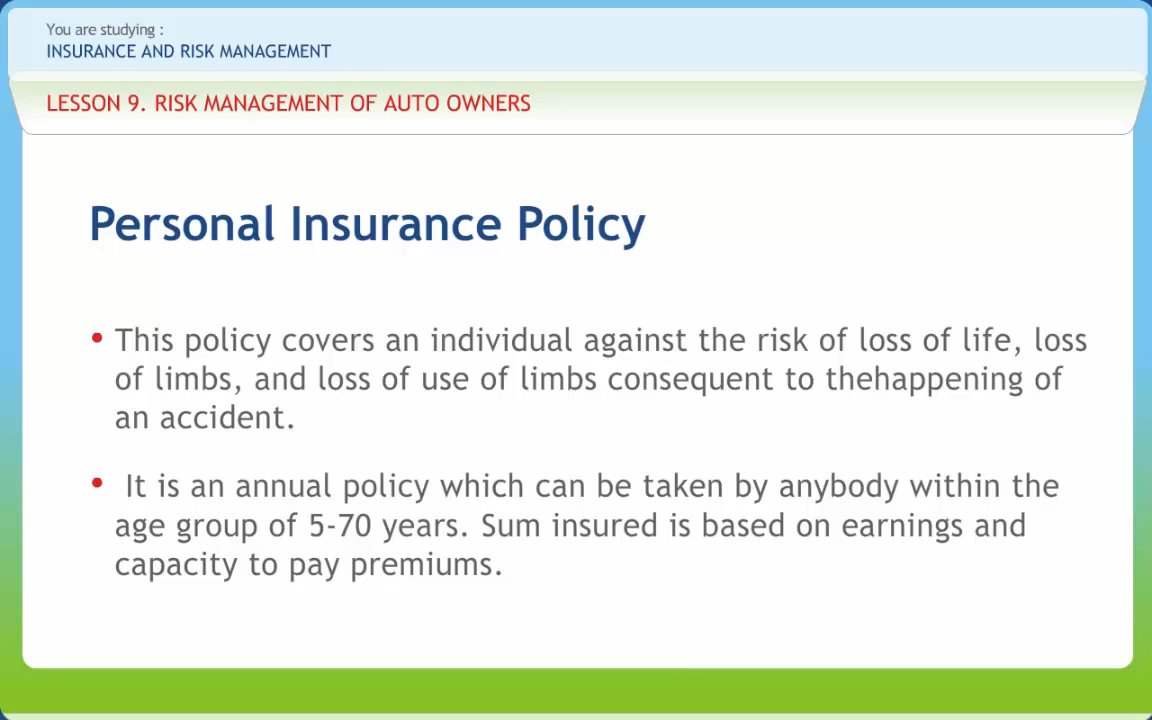 You are studying :
INSURANCE AND RISK MANAGEMENT
LESSON 9. RISK MANAGEMENT OF AUTO OWNERS
Personal Insurance Policy
• This policy covers an individual against the risk of loss of life, loss
of limbs, and loss of use of limbs consequent to thehappening of
an accident.
• It is an annual policy which can be taken by anybody within the
age group of 5-70 years. Sum insured is based on earnings and
capacity to pay premiums.